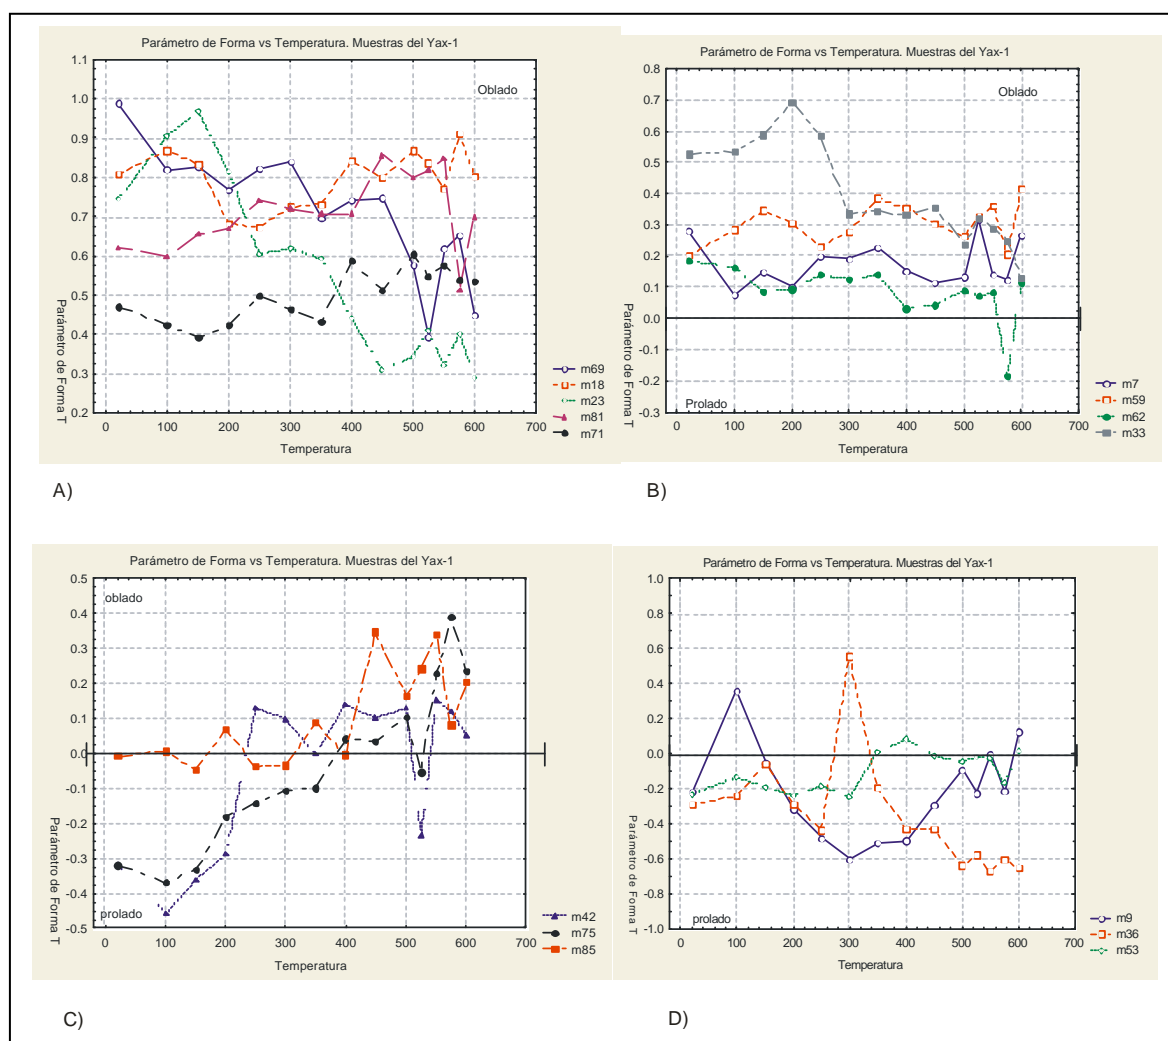 Parámetro de Forma vs Temperatura. Muestras del Yax-1
1.1
Oblado
1.0
0.9
0.8
0.7
0.6
0.5
0.4
0.3
0.2
Parámetro de Forma T
0 100 200 300 400 500 600 700
Temperatura
m69
m18
m23
m81
m71
A)
Parámetro de Forma vs Temperatura. Muestras del Yax-1
0.8
Oblado
0.7
0.6
0.5
0.4
0.3
0.2
0.1
0.0
-0.1
-0.2
Prolado
-0.3
Parámetro de Forma T
0 100 200 300 400 500 600 700
Temperatura
m7
m59
m62
m33
B)
Parámetro de Forma vs Temperatura. Muestras del Yax-1
0.5
oblado
0.4
0.3
0.2
0.1
0.0
-0.1
-0.2
-0.3
-0.4
prolado
-0.5
Parámetro de Forma T
0 100 200 300 400 500 600 700
Temperatura
m42
m75
m85
C)
Parámetro de Forma vs Temperatura. Muestras del Yax-1
1.0
0.8
0.6
0.4
0.2
0.0
-0.2
-0.4
-0.6
-0.8
prolado
-1.0
Parámetro de Forma T
0 100 200 300 400 500 600 700
Temperatura
m9
m36
m53
D)